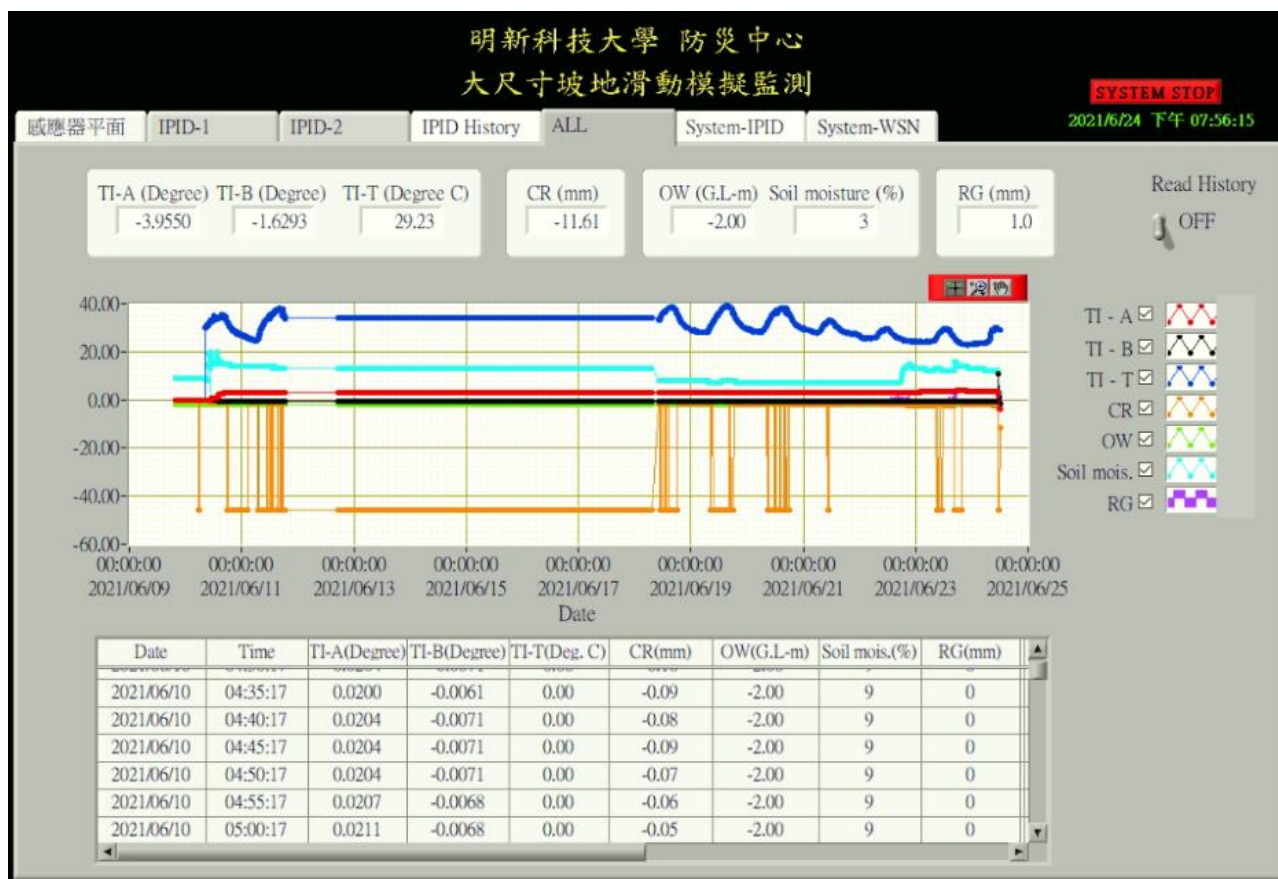 明新科技大學 防災中心
大尺寸坡地滑動模擬監測
SYSTEM STOP
2021/6/24 下午 07:56:15
感應器平面 IPID-1 IPID-2 IPID History ALL System-IPID System-WSN
TI-A (Degree) TI-B (Degree) TI-T (Degree C) CR (mm) OW (G.L-m) Soil moisture (%) RG (mm)
-3.9550 -1.6293 29.23 -11.61 -2.00 3 1.0
Read History
OFF
40.00
20.00
0.00
-20.00
-40.00
-60.00
00:00:00 00:00:00 00:00:00 00:00:00 00:00:00 00:00:00 00:00:00 00:00:00 00:00:00
2021/06/09 2021/06/11 2021/06/13 2021/06/15 2021/06/17 2021/06/19 2021/06/21 2021/06/23 2021/06/25
Date
TI - A
TI - B
TI - T
CR
OW
Soil mois.
RG
Date Time TI-A(Degree) TI-B(Degree) TI-T(Deg. C) CR(mm) OW(G.L-m) Soil mois.(%) RG(mm)
2021/06/10 04:35:17 0.0200 -0.0061 0.00 -0.09 -2.00 9 0
2021/06/10 04:40:17 0.0204 -0.0071 0.00 -0.08 -2.00 9 0
2021/06/10 04:45:17 0.0204 -0.0071 0.00 -0.09 -2.00 9 0
2021/06/10 04:50:17 0.0204 -0.0071 0.00 -0.07 -2.00 9 0
2021/06/10 04:55:17 0.0207 -0.0068 0.00 -0.06 -2.00 9 0
2021/06/10 05:00:17 0.0211 -0.0068 0.00 -0.05 -2.00 9 0